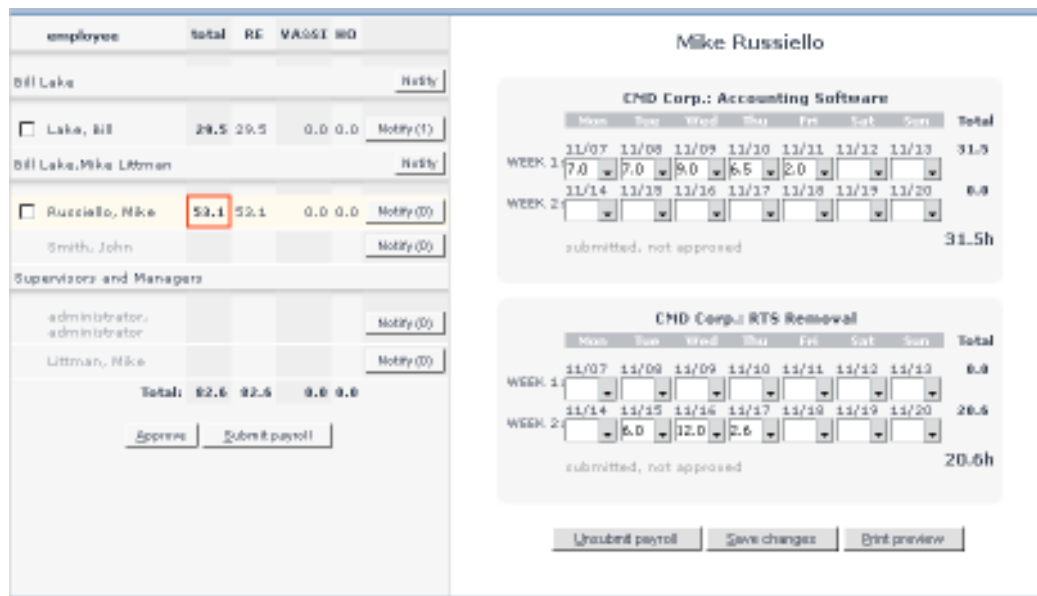 employee total RE VASSI HO
Bill Lake Notify
Lake, Bill 29.5 29.5 0.0 0.0 Notify (1)
Bill Lake,Mike Littman Notify
Russiello, Mike 53.1 53.1 0.0 0.0 Notify (0)
Smith, John Notify (0)
Supervisors and Managers
administrator,
administrator Notify (0)
Littman, Mike Notify (0)
Total: 82.6 82.6 0.0 0.0
Approve Submit payroll
Mike Russiello
CMD Corp.: Accounting Software
Mon Tue Wed Thu Fri Sat Sun Total
11/07 11/08 11/09 11/10 11/11 11/12 11/13 31.5
WEEK 1: 7.0 7.0 9.0 6.5 2.0
11/14 11/15 11/16 11/17 11/18 11/19 11/20 0.0
WEEK 2:
submitted, not approved 31.5h
CMD Corp.: RTS Removal
Mon Tue Wed Thu Fri Sat Sun Total
11/07 11/08 11/09 11/10 11/11 11/12 11/13 0.0
WEEK 1:
11/14 11/15 11/16 11/17 11/18 11/19 11/20 20.6
WEEK 2: 6.0 12.0 2.6
submitted, not approved 20.6h
Unsubmit payroll Save changes Print preview